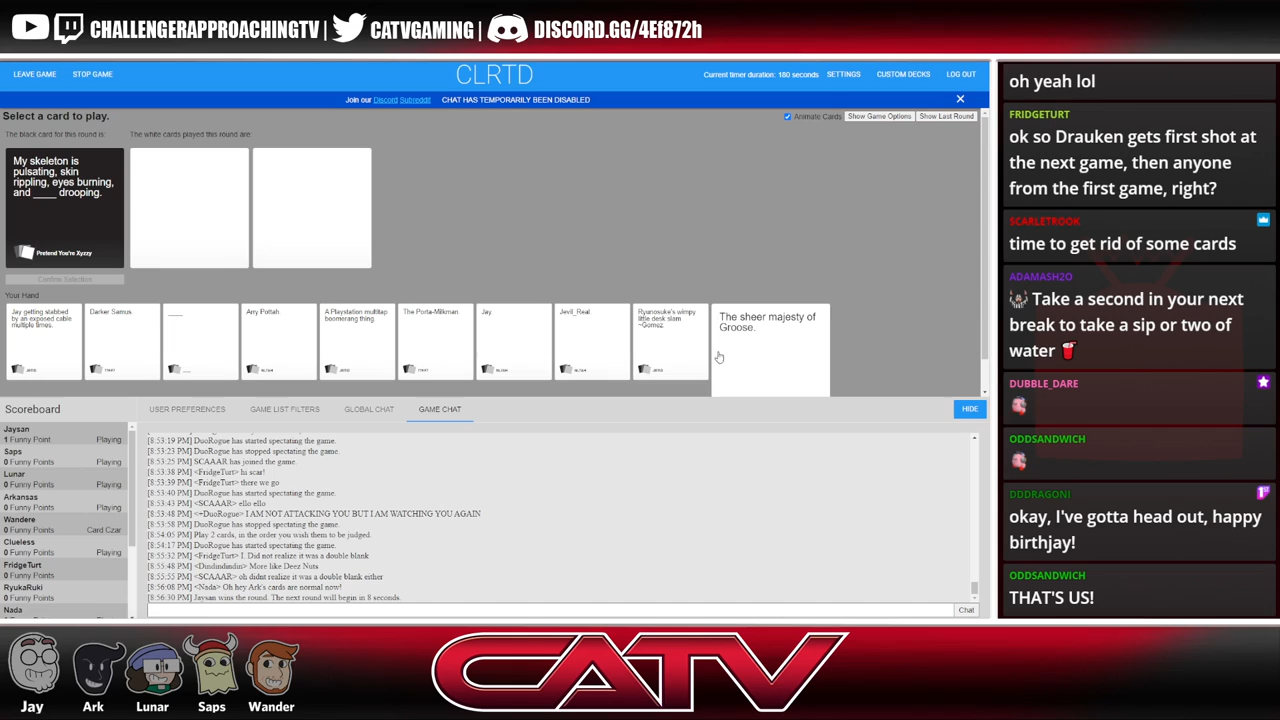 CHALLENGERAPPROACHINGTV | CATVGAMING | DISCORD.GG/4Ef872h
LEAVE GAME
STOP GAME
CLRTD
Current timer duration: 180 seconds
SETTINGS
CUSTOM DECKS
LOG OUT
Join our Discord Subreddit CHAT HAS TEMPORARILY BEEN DISABLED
Select a card to play.
Animate Cards
Show Game Options
Show Last Round
The black card for this round is:
The white cards played this round are:
My skeleton is
pulsating, skin
rippling, eyes burning,
and ____ drooping.
Pretend You're Xyzzy
Confirm Selection
Your Hand
Jay getting stabbed
by an exposed cable
multiple times.
Darker Samus
____
Arry Pottah
A Playstation multitap
boomerang thing
The Porta-Milkman.
Jay.
Jevil_Real
Ryunosuke's wimpy
little desk slam
~Gomez.
The sheer majesty of
Groose.
Scoreboard
Jaysan
1 Funny Point Playing
Saps
0 Funny Points Playing
Lunar
0 Funny Points Playing
Arkansas
0 Funny Points Playing
Wandere
0 Funny Points Card Czar
Clueless
0 Funny Points Playing
FridgeTurt
0 Funny Points
RyukaRuki
0 Funny Points
Nada
USER PREFERENCES
GAME LIST FILTERS
GLOBAL CHAT
GAME CHAT
HIDE
[8:53:19 PM] DuoRogue has started spectating the game.
[8:53:23 PM] DuoRogue has stopped spectating the game.
[8:53:25 PM] SCAAAR has joined the game.
[8:53:38 PM] <FridgeTurt> hi scar!
[8:53:39 PM] <FridgeTurt> there we go
[8:53:40 PM] DuoRogue has started spectating the game.
[8:53:43 PM] <SCAAAR> ello ello
[8:53:48 PM] <+DuoRogue> I AM NOT ATTACKING YOU BUT I AM WATCHING YOU AGAIN
[8:53:58 PM] DuoRogue has stopped spectating the game.
[8:54:05 PM] Play 2 cards, in the order you wish them to be judged.
[8:54:17 PM] DuoRogue has started spectating the game.
[8:55:32 PM] <FridgeTurt> I. Did not realize it was a double blank
[8:55:48 PM] <Dindindindin> More like Deez Nuts
[8:55:55 PM] <SCAAAR> oh didnt realize it was a double blank either
[8:56:08 PM] <Nada> Oh hey Ark's cards are normal now!
[8:56:30 PM] Jaysan wins the round. The next round will begin in 8 seconds.
Chat
oh yeah lol
FRIDGETURT
ok so Drauken gets first shot at
the next game, then anyone
from the first game, right?
SCARLETROOK
time to get rid of some cards
ADAMASH2O
Take a second in your next
break to take a sip or two of
water
DUBBLE_DARE
ODDSANDWICH
DDDRAGONI
okay, I've gotta head out, happy
birthjay!
ODDSANDWICH
THAT'S US!
Jay
Ark
Lunar
Saps
Wander
CATV